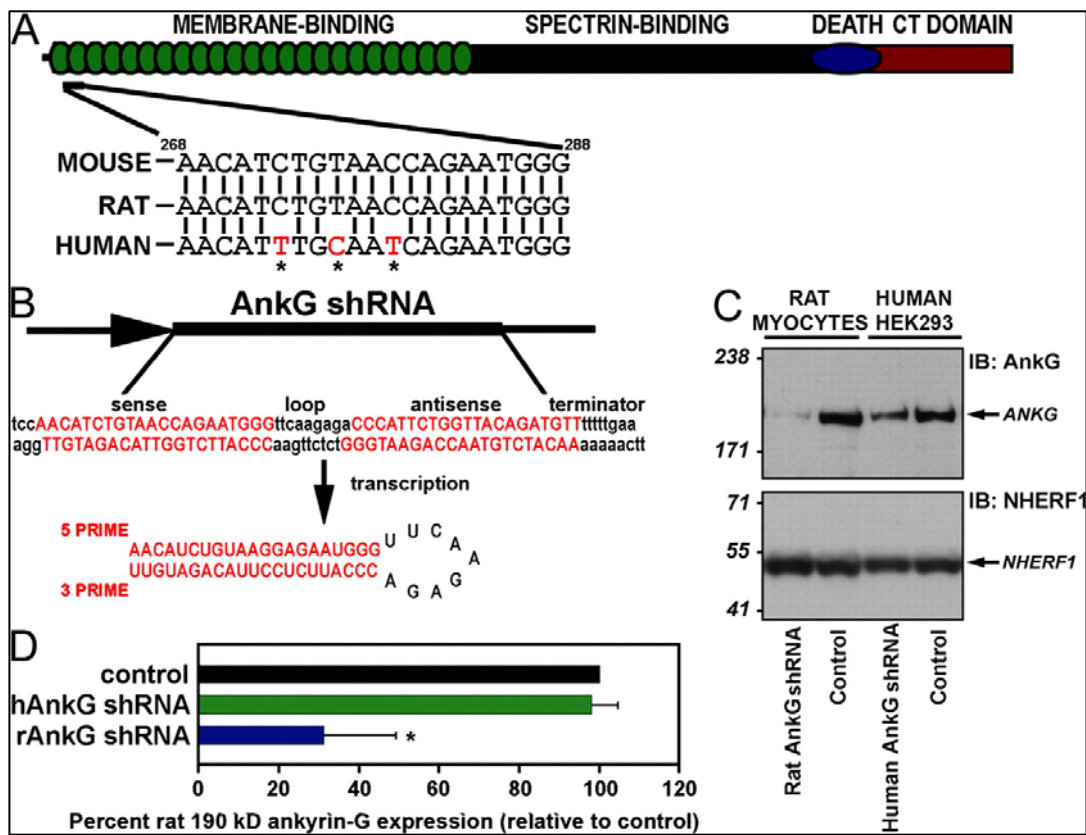 A
MEMBRANE-BINDING SPECTRIN-BINDING DEATH CT DOMAIN
268 288
MOUSE AACATCTGTAACCAGAATGGG
RAT AACATCTGTAACCAGAATGGG
HUMAN AACATTTGCAATCAGAATGGG
* * *
B
AnkG shRNA
sense loop antisense terminator
tccAACATCTGTAACCAGAATGGGttcaagagaCCCATTCTGGTTACAGATGTTtttttgaa
aggTTGTAGACATTGGTCTTACCCaagttctctGGGTAAGACCAATGTCTACAAaaaaactt
transcription
5 PRIME
AACAUCUGUAAGGAGAAUGGG
UUGUAGACAUUCCUCUUACCC
3 PRIME
UUCAAGAGA
C
RAT MYOCYTES
HUMAN HEK293
238
171
IB: AnkG
ANKG
71
55
41
IB: NHERF1
NHERF1
Rat AnkG shRNA
Control
Human AnkG shRNA
Control
D
control
hAnkG shRNA
rAnkG shRNA
*
0 20 40 60 80 100 120
Percent rat 190 kD ankyrin-G expression (relative to control)